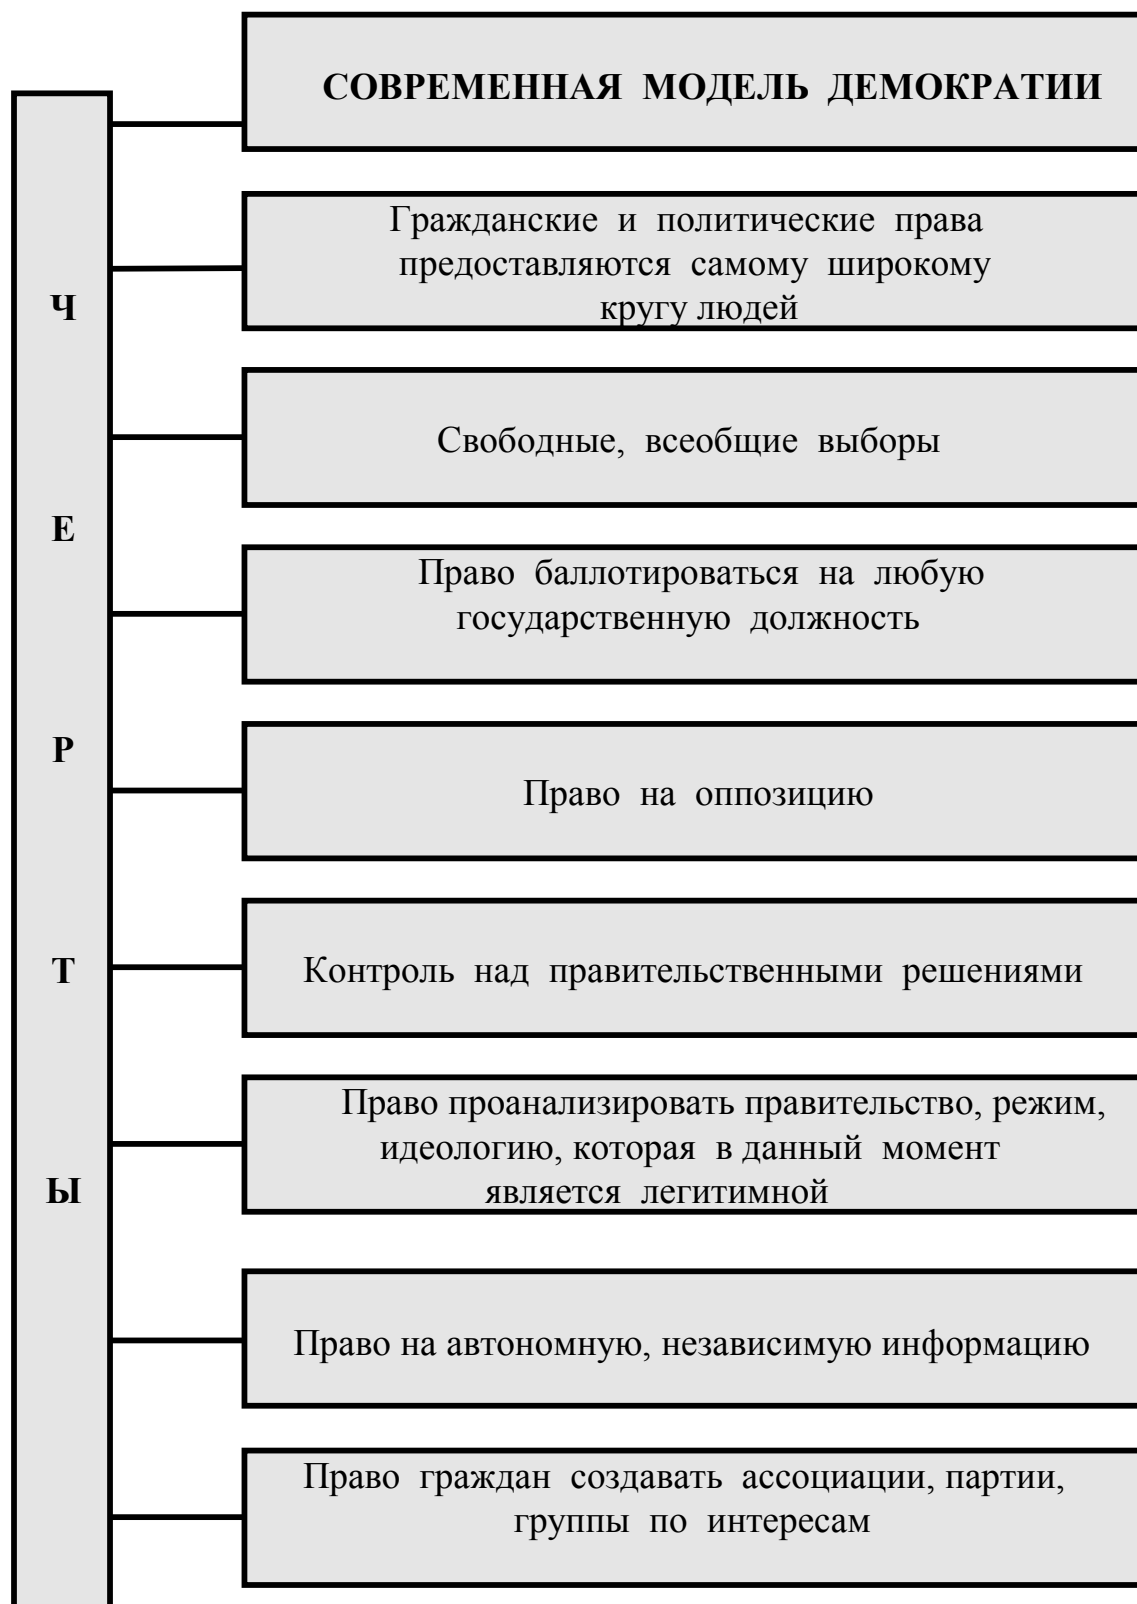 СОВРЕМЕННАЯ МОДЕЛЬ ДЕМОКРАТИИ
Ч
Е
Р
Т
Ы
Гражданские и политические права
предоставляются самому широкому
кругу людей
Свободные, всеобщие выборы
Право баллотироваться на любую
государственную должность
Право на оппозицию
Контроль над правительственными решениями
Право проанализировать правительство, режим,
идеологию, которая в данный момент
является легитимной
Право на автономную, независимую информацию
Право граждан создавать ассоциации, партии,
группы по интересам